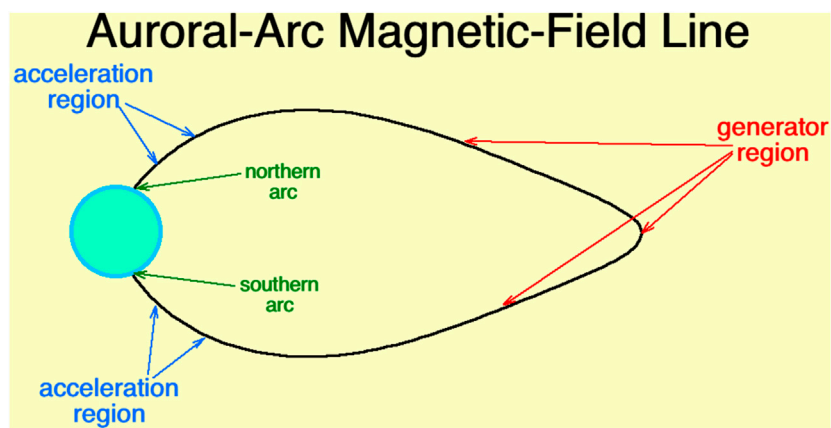 Auroral-Arc Magnetic-Field Line
acceleration
region
generator
region
northern
arc
southern
arc
acceleration
region